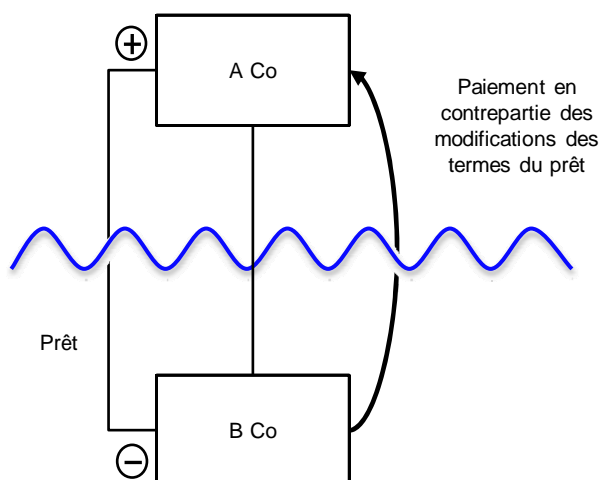 +
A Co
Paiement en
contrepartie des
modifications des
termes du prêt
Prêt
B Co
−